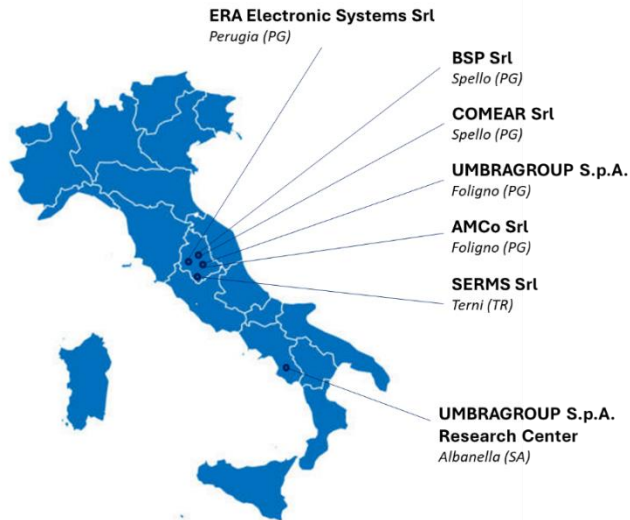 ERA Electronic Systems Srl
Perugia (PG)
BSP Srl
Spello (PG)
COMEAR Srl
Spello (PG)
UMBRAGROUP S.p.A.
Foligno (PG)
AMCo Srl
Foligno (PG)
SERMS Srl
Terni (TR)
UMBRAGROUP S.p.A.
Research Center
Albanella (SA)